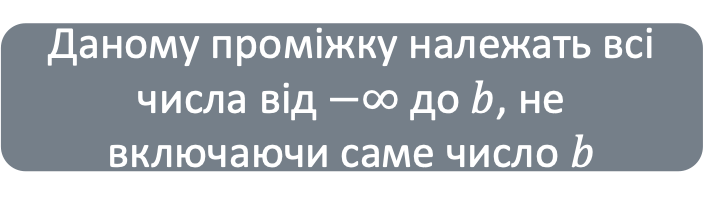 Даному проміжку належать всі
числа від −∞ до b, не
включаючи саме число b